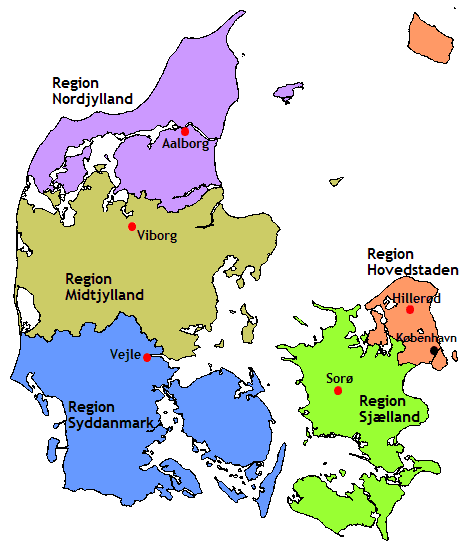 Region
Nordjylland
Aalborg
Viborg
Region
Hovedstaden
Region
Midtjylland
Hillerød
København
Vejle
Sorø
Region
Sjælland
Region
Syddanmark